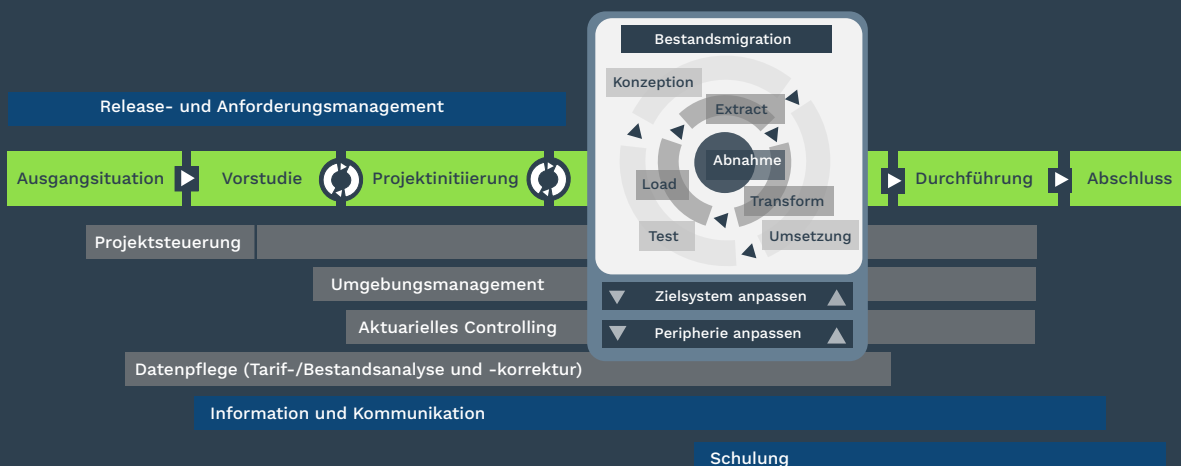 Bestandsmigration
Konzeption
Release- und Anforderungsmanagement
Extract
Abnahme
Ausgangsituation
Vorstudie
Projektinitiierung
Durchführung
Abschluss
Load
Transform
Test
Umsetzung
Projektsteuerung
Umgebungsmanagement
Zielsystem anpassen
Aktuarielles Controlling
Peripherie anpassen
Datenpflege (Tarif-/Bestandsanalyse und -korrektur)
Information und Kommunikation
Schulung